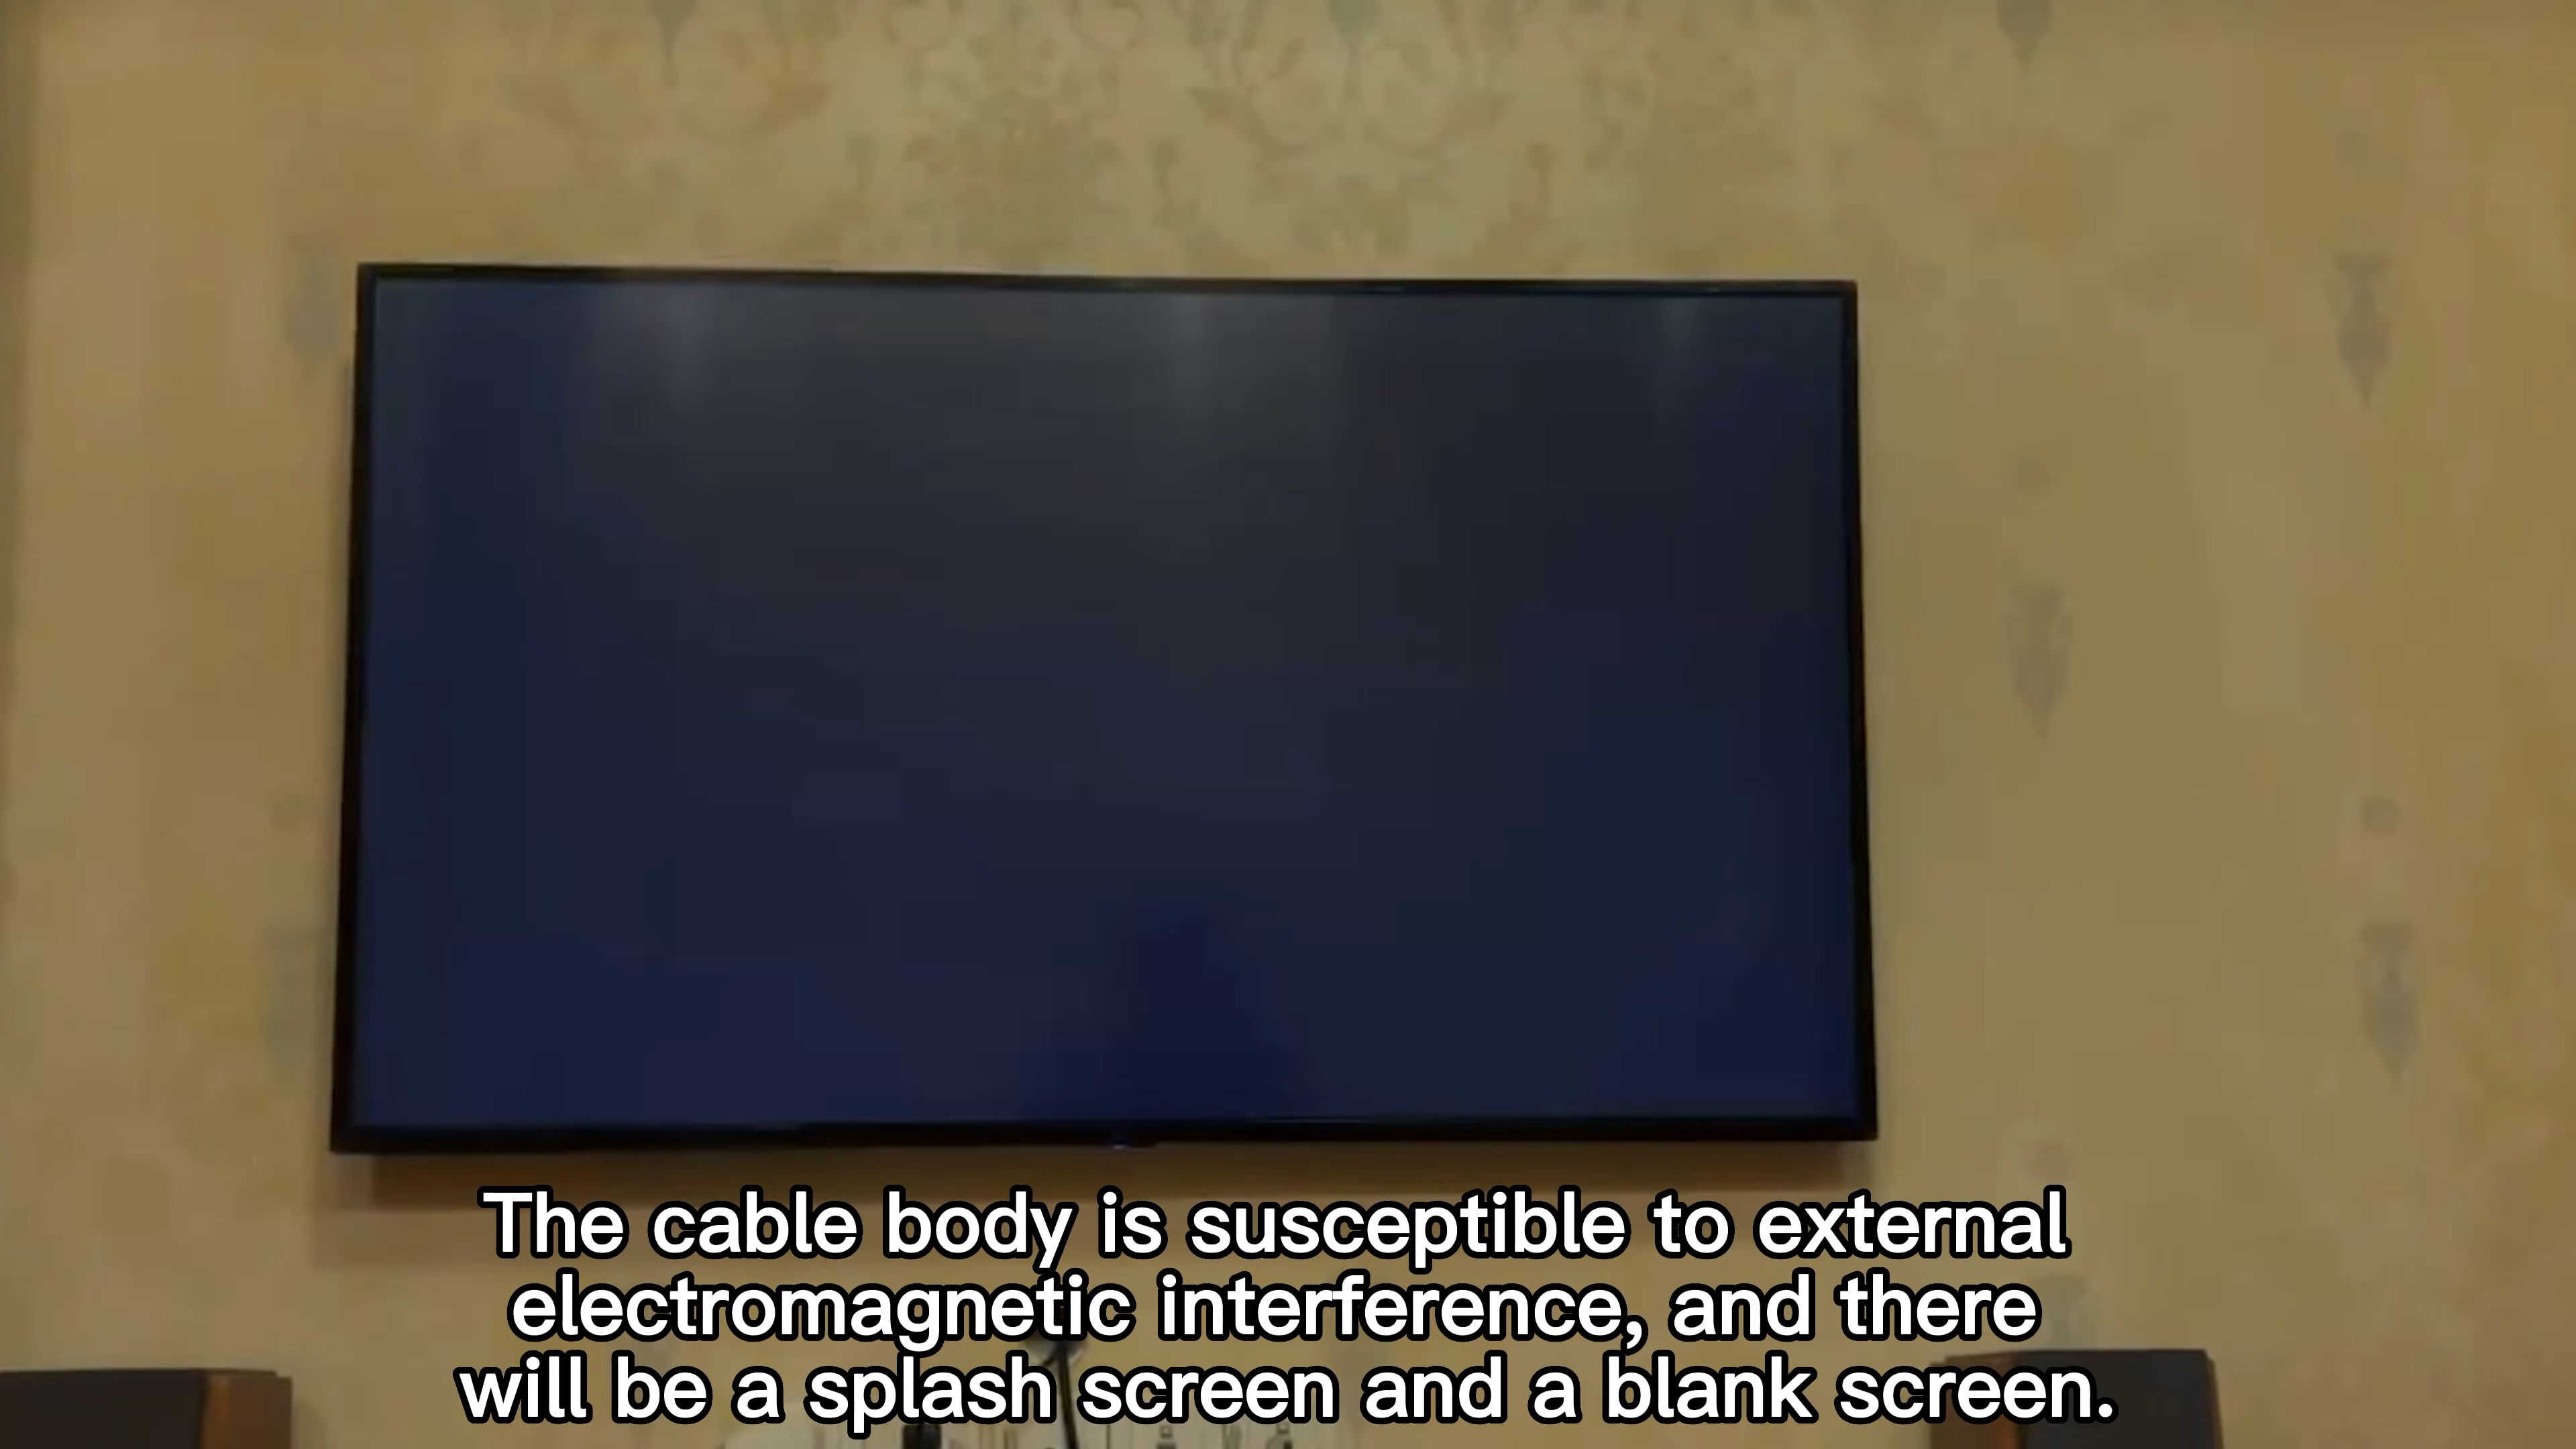 The cable body is susceptible to external
electromagnetic interference, and there
will be a splash screen and a blank screen.